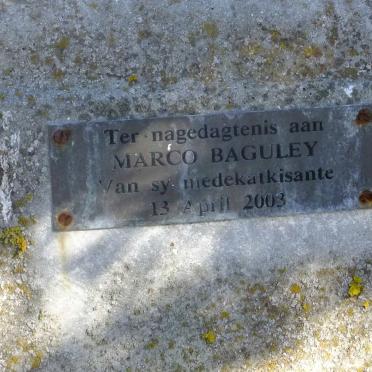 Ter nagedagtenis aan
MARCO BAGULEY
Van sy medekatkisante
13 April 2003